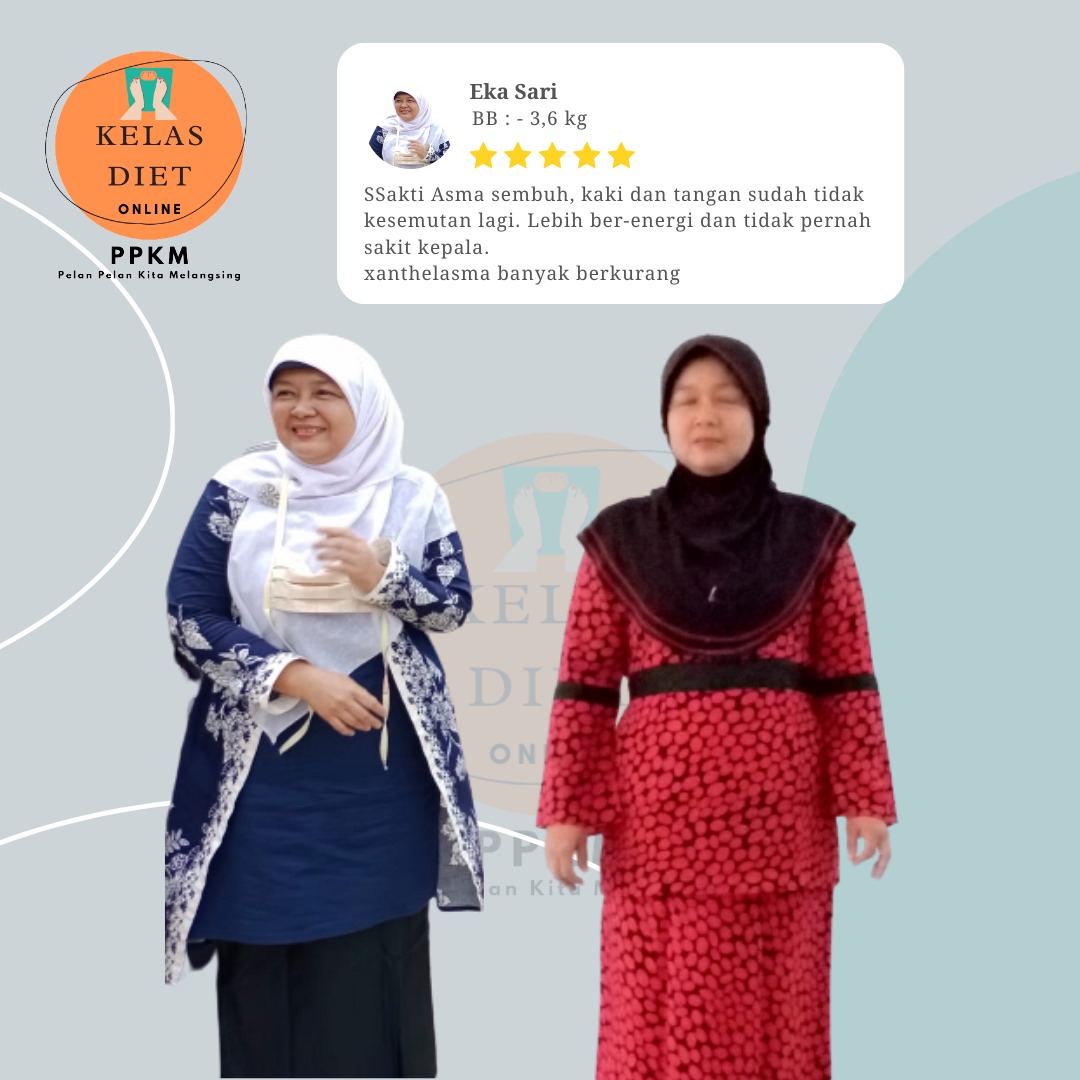 KELAS
DIET
ONLINE
PPKM
Pelan Pelan Kita Melangsing
Eka Sari
BB : - 3,6 kg
SSakti Asma sembuh, kaki dan tangan sudah tidak
kesemutan lagi. Lebih ber-energi dan tidak pernah
sakit kepala.
xanthelasma banyak berkurang